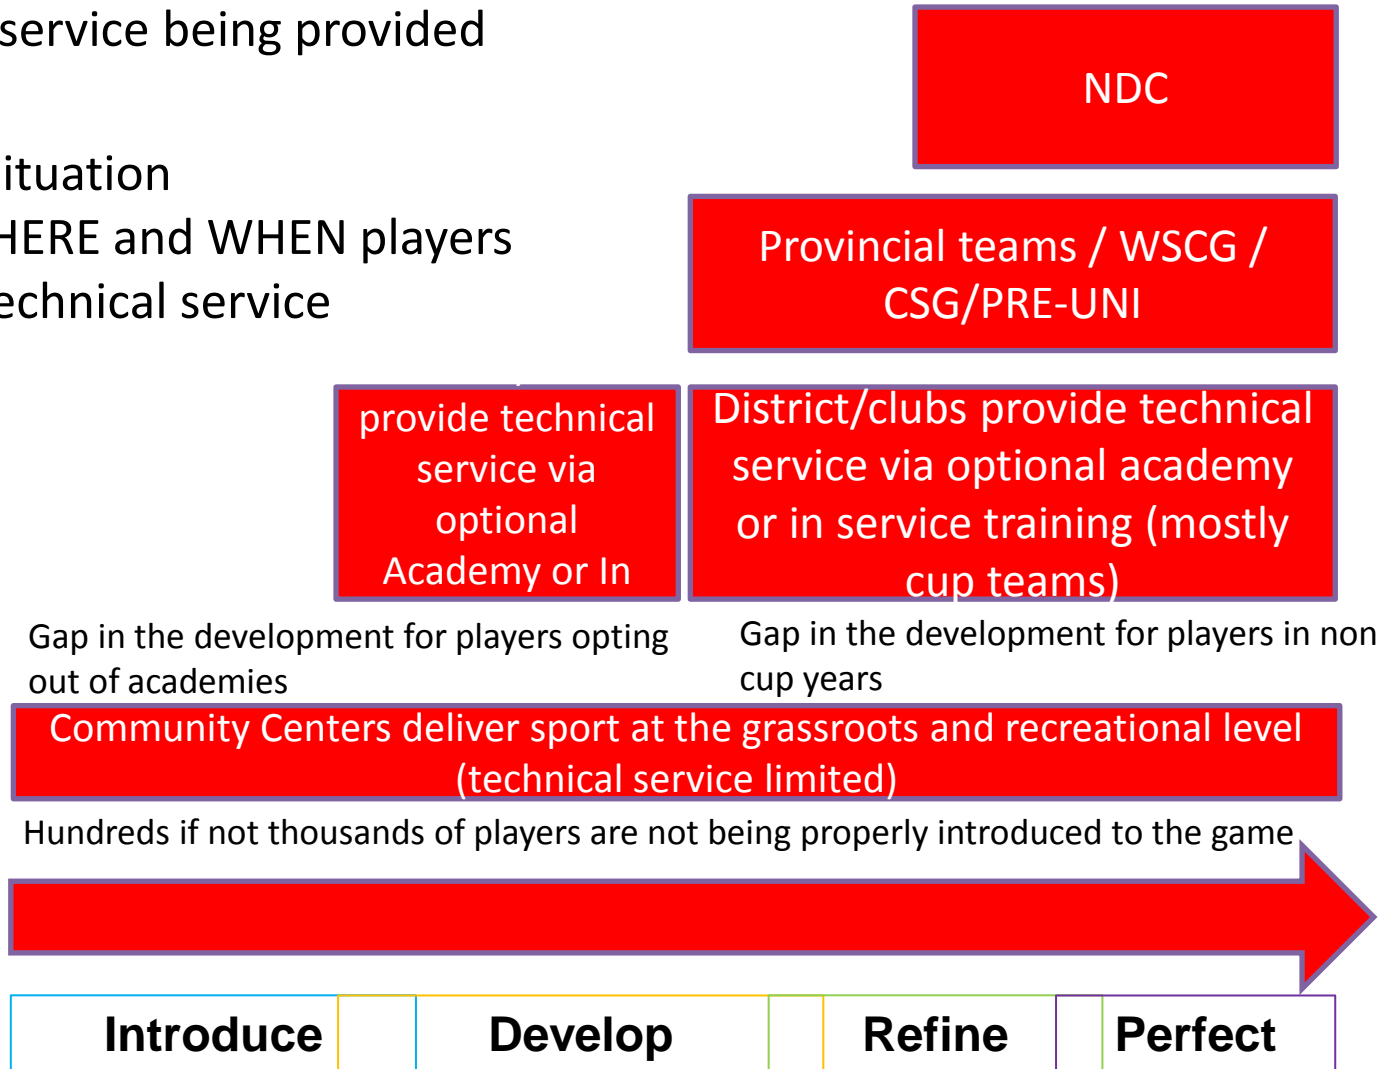 service being provided
NDC
ituation
HERE and WHEN players
echnical service
Provincial teams / WSCG /
CSG/PRE-UNI
provide technical
service via
optional
Academy or In
District/clubs provide technical
service via optional academy
or in service training (mostly
cup teams)
Gap in the development for players opting
out of academies
Gap in the development for players in non
cup years
Community Centers deliver sport at the grassroots and recreational level
(technical service limited)
Hundreds if not thousands of players are not being properly introduced to the game
Introduce
Develop
Refine
Perfect